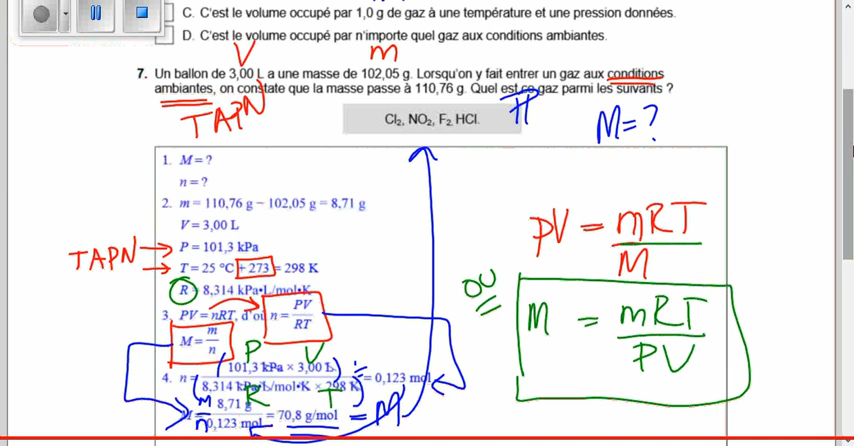 C. C'est le volume occupé par 1,0 g de gaz à une température et une pression données.
D. C'est le volume occupé par n'importe quel gaz aux conditions ambiantes.
V m
7. Un ballon de 3,00 L a une masse de 102,05 g. Lorsqu'on y fait entrer un gaz aux conditions
ambiantes, on constate que la masse passe à 110,76 g. Quel est ce gaz parmi les suivants ?
TAPN
Cl₂, NO₂, F₂, HCl.
M = ?
1. M = ?
n = ?
2. m = 110,76 g – 102,05 g = 8,71 g
V = 3,00 L
TAPN
P = 101,3 kPa
T = 25 °C + 273 = 298 K
R = 8,314 kPa•L/mol•K
3. PV = nRT, d'où n = PV / RT
M = m / n
P V
4. n = 101,3 kPa × 3,00 L / 8,314 kPa•L/mol•K × 298 K = 0,123 mol
R T
M = 8,71 g / 0,123 mol = 70,8 g/mol = M
m
n
PV = mRT / M
ou
M = mRT / PV